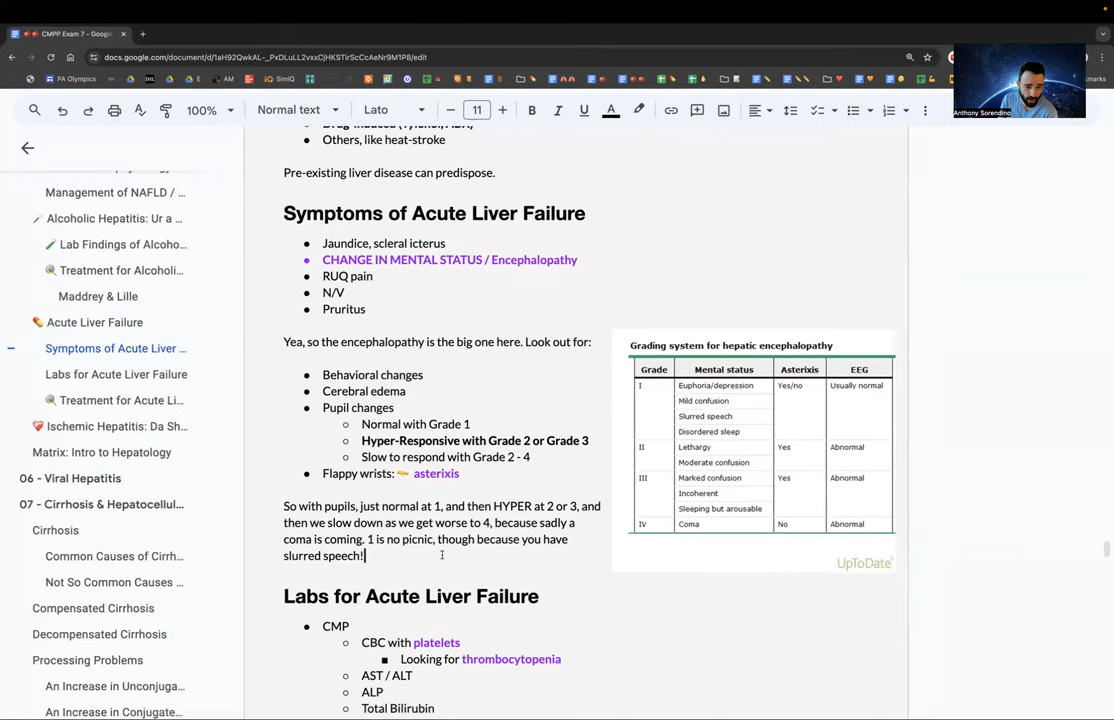 CMPP Exam 7 - Google
docs.google.com/document/d/1aH92QwkAL-_PxDLuLL2vxxCjHKSTirScCcAeNr9M1P8/edit
PA Olympics
DXL
E
AM
iQ
SimIQ
100%
Normal text
Lato
11
B
I
U
A
Anthony Sorendino
Management of NAFLD / ...
Alcoholic Hepatitis: Ur a ...
Lab Findings of Alcoho...
Treatment for Alcoholi...
Maddrey & Lille
Acute Liver Failure
Symptoms of Acute Liver ...
Labs for Acute Liver Failure
Treatment for Acute Li...
Ischemic Hepatitis: Da Sh...
Matrix: Intro to Hepatology
06 - Viral Hepatitis
07 - Cirrhosis & Hepatocellul...
Cirrhosis
Common Causes of Cirrh...
Not So Common Causes ...
Compensated Cirrhosis
Decompensated Cirrhosis
Processing Problems
An Increase in Unconjuga...
An Increase in Conjugate...
Others, like heat-stroke
Pre-existing liver disease can predispose.
Symptoms of Acute Liver Failure
Jaundice, scleral icterus
CHANGE IN MENTAL STATUS / Encephalopathy
RUQ pain
N/V
Pruritus
Yea, so the encephalopathy is the big one here. Look out for:
Behavioral changes
Cerebral edema
Pupil changes
Normal with Grade 1
Hyper-Responsive with Grade 2 or Grade 3
Slow to respond with Grade 2 - 4
Flappy wrists: asterixis
So with pupils, just normal at 1, and then HYPER at 2 or 3, and
then we slow down as we get worse to 4, because sadly a
coma is coming. 1 is no picnic, though because you have
slurred speech!
Grading system for hepatic encephalopathy
Grade Mental status Asterixis EEG
I Euphoria/depression Yes/no Usually normal
Mild confusion
Slurred speech
Disordered sleep
II Lethargy Yes Abnormal
Moderate confusion
III Marked confusion Yes Abnormal
Incoherent
Sleeping but arousable
IV Coma No Abnormal
UpToDate
Labs for Acute Liver Failure
CMP
CBC with platelets
Looking for thrombocytopenia
AST / ALT
ALP
Total Bilirubin